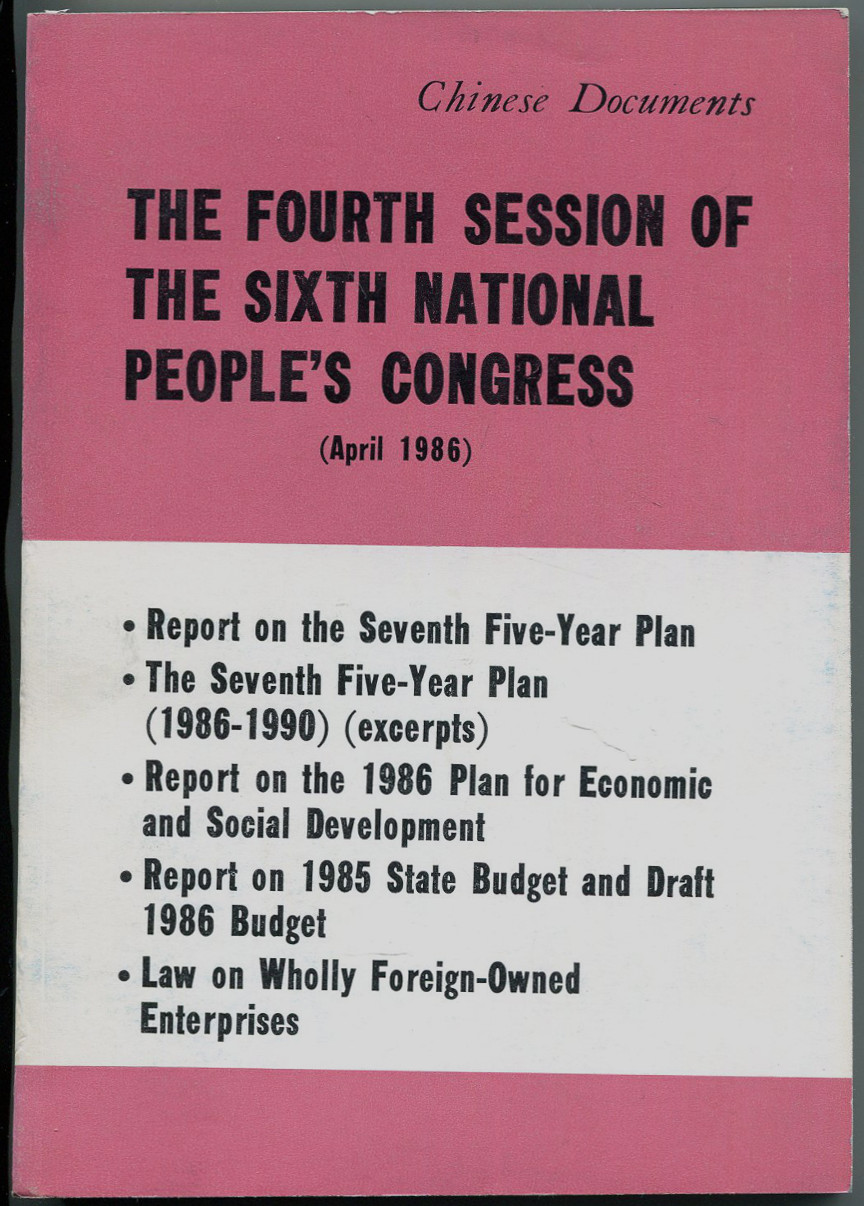 Chinese Documents
THE FOURTH SESSION OF
THE SIXTH NATIONAL
PEOPLE'S CONGRESS
(April 1986)
• Report on the Seventh Five-Year Plan
• The Seventh Five-Year Plan
(1986-1990) (excerpts)
• Report on the 1986 Plan for Economic
and Social Development
• Report on 1985 State Budget and Draft
1986 Budget
• Law on Wholly Foreign-Owned
Enterprises